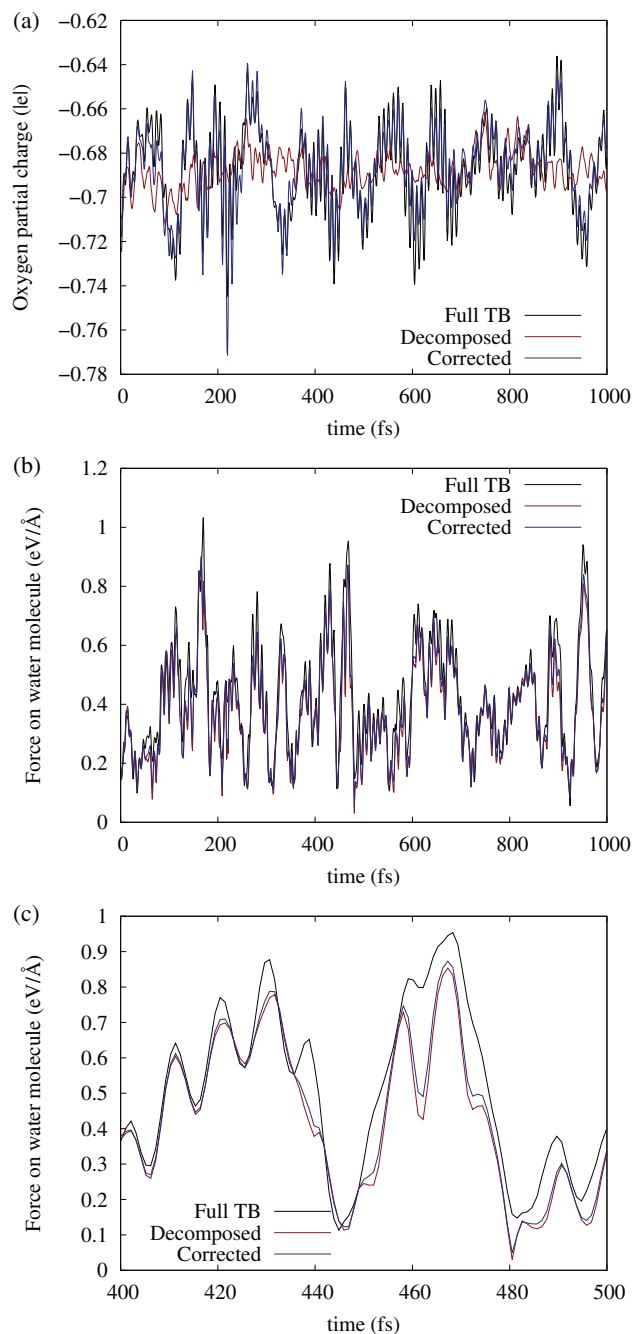 (a)
−0.62
−0.64
−0.66
−0.68
−0.7
−0.72
−0.74
−0.76
−0.78
Oxygen partial charge (|e|)
Full TB
Decomposed
Corrected
0 200 400 600 800 1000
time (fs)
(b)
1.2
1
0.8
0.6
0.4
0.2
0
Force on water molecule (eV/Å)
Full TB
Decomposed
Corrected
0 200 400 600 800 1000
time (fs)
(c)
1
0.9
0.8
0.7
0.6
0.5
0.4
0.3
0.2
0.1
0
Force on water molecule (eV/Å)
Full TB
Decomposed
Corrected
400 420 440 460 480 500
time (fs)